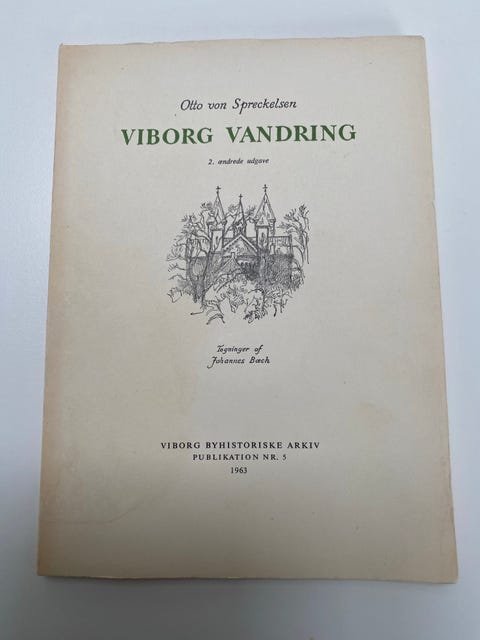 Otto von Spreckelsen
VIBORG VANDRING
2. ændrede udgave
Tegninger af
Johannes Bæch
VIBORG BYHISTORISKE ARKIV
PUBLIKATION NR. 5
1963